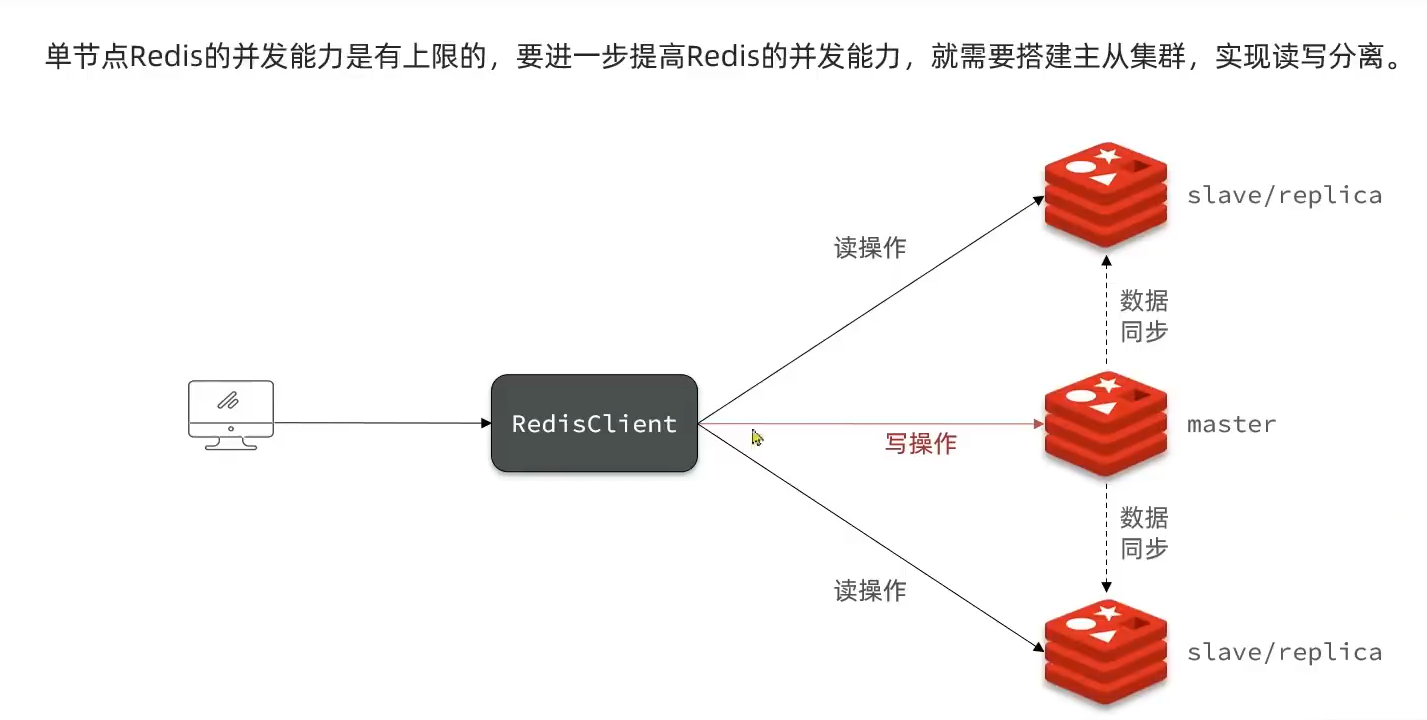 单节点Redis的并发能力是有上限的，要进一步提高Redis的并发能力，就需要搭建主从集群，实现读写分离。
slave/replica
读操作
数据
同步
RedisClient
写操作
master
数据
同步
读操作
slave/replica